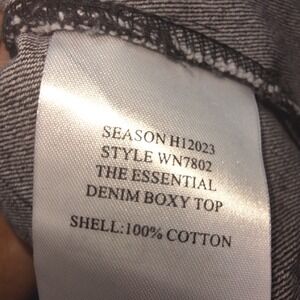 SEASON H12023
STYLE WN7802
THE ESSENTIAL
DENIM BOXY TOP
SHELL:100% COTTON